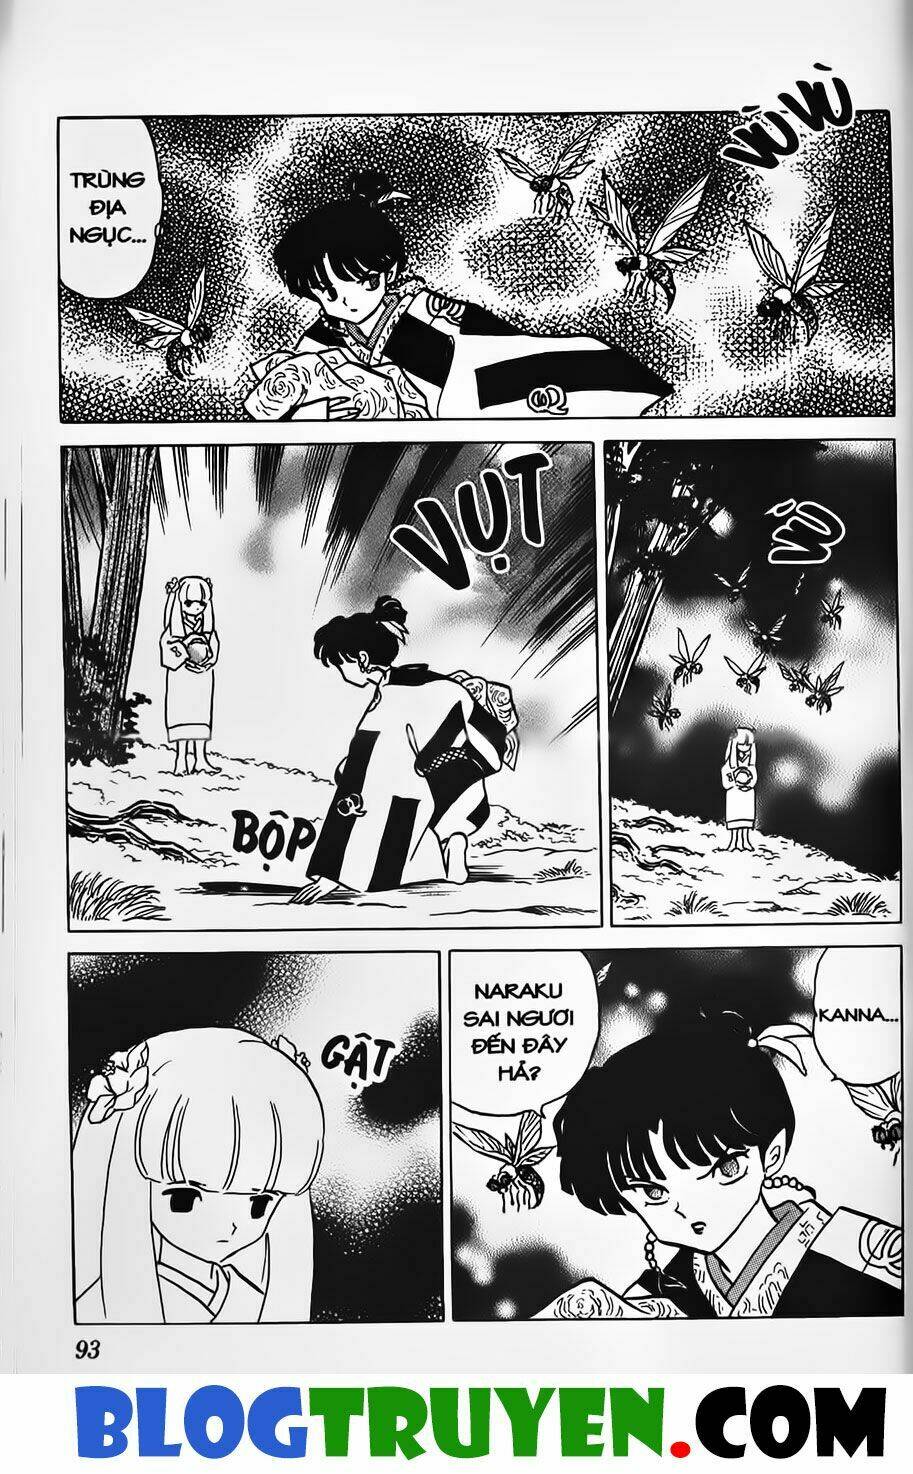 VÙ VÙ
TRÙNG
ĐỊA
NGỤC...
VÙ
VỤT
BỘP
KANNA...
NARAKU
SAI NGƯƠI
ĐẾN ĐÂY
HẢ?
GẬT
93
BLOGTRUYEN.COM